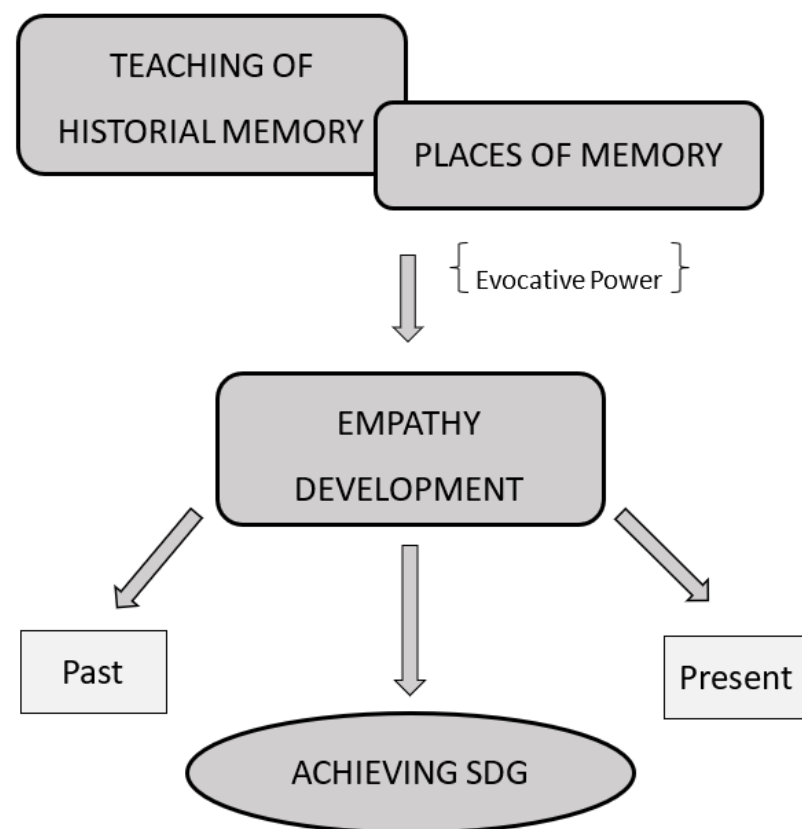 TEACHING OF
HISTORIAL MEMORY
PLACES OF MEMORY
{ Evocative Power }
EMPATHY
DEVELOPMENT
Past
Present
ACHIEVING SDG